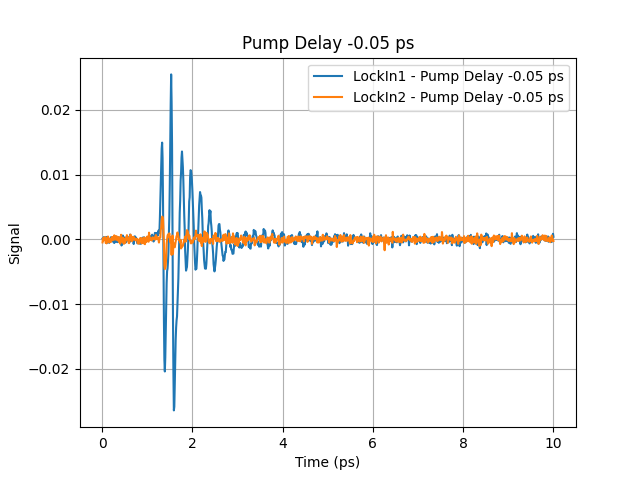 Pump Delay -0.05 ps
LockIn1 - Pump Delay -0.05 ps
LockIn2 - Pump Delay -0.05 ps
0.02
0.01
0.00
−0.01
−0.02
Signal
0 2 4 6 8 10
Time (ps)